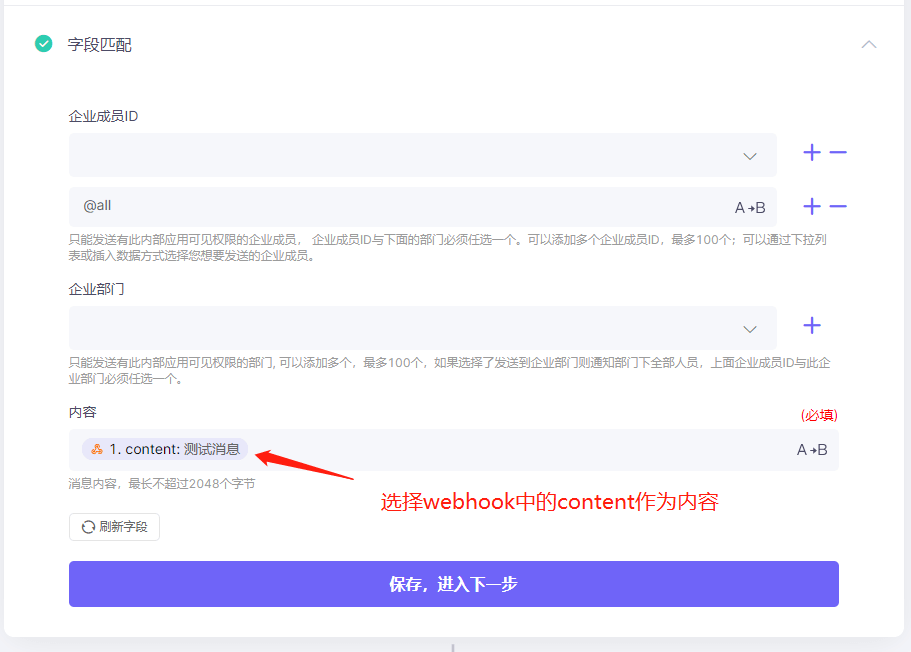 字段匹配
企业成员ID
@all
A→B
只能发送有此内部应用可见权限的企业成员， 企业成员ID与下面的部门必须任选一个。可以添加多个企业成员ID，最多100个；可以通过下拉列
表或插入数据方式选择您想要发送的企业成员。
企业部门
只能发送有此内部应用可见权限的部门, 可以添加多个，最多100个，如果选择了发送到企业部门则通知部门下全部人员，上面企业成员ID与此企
业部门必须任选一个。
内容
(必填)
1. content: 测试消息
A→B
消息内容，最长不超过2048个字节
选择webhook中的content作为内容
刷新字段
保存，进入下一步